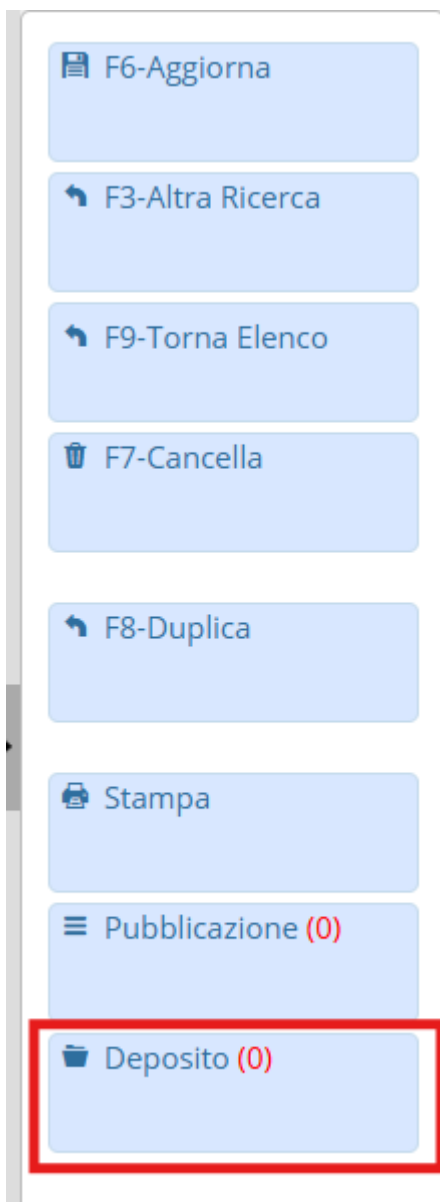 F6-Aggiorna
F3-Altra Ricerca
F9-Torna Elenco
F7-Cancella
F8-Duplica
Stampa
Pubblicazione (0)
Deposito (0)